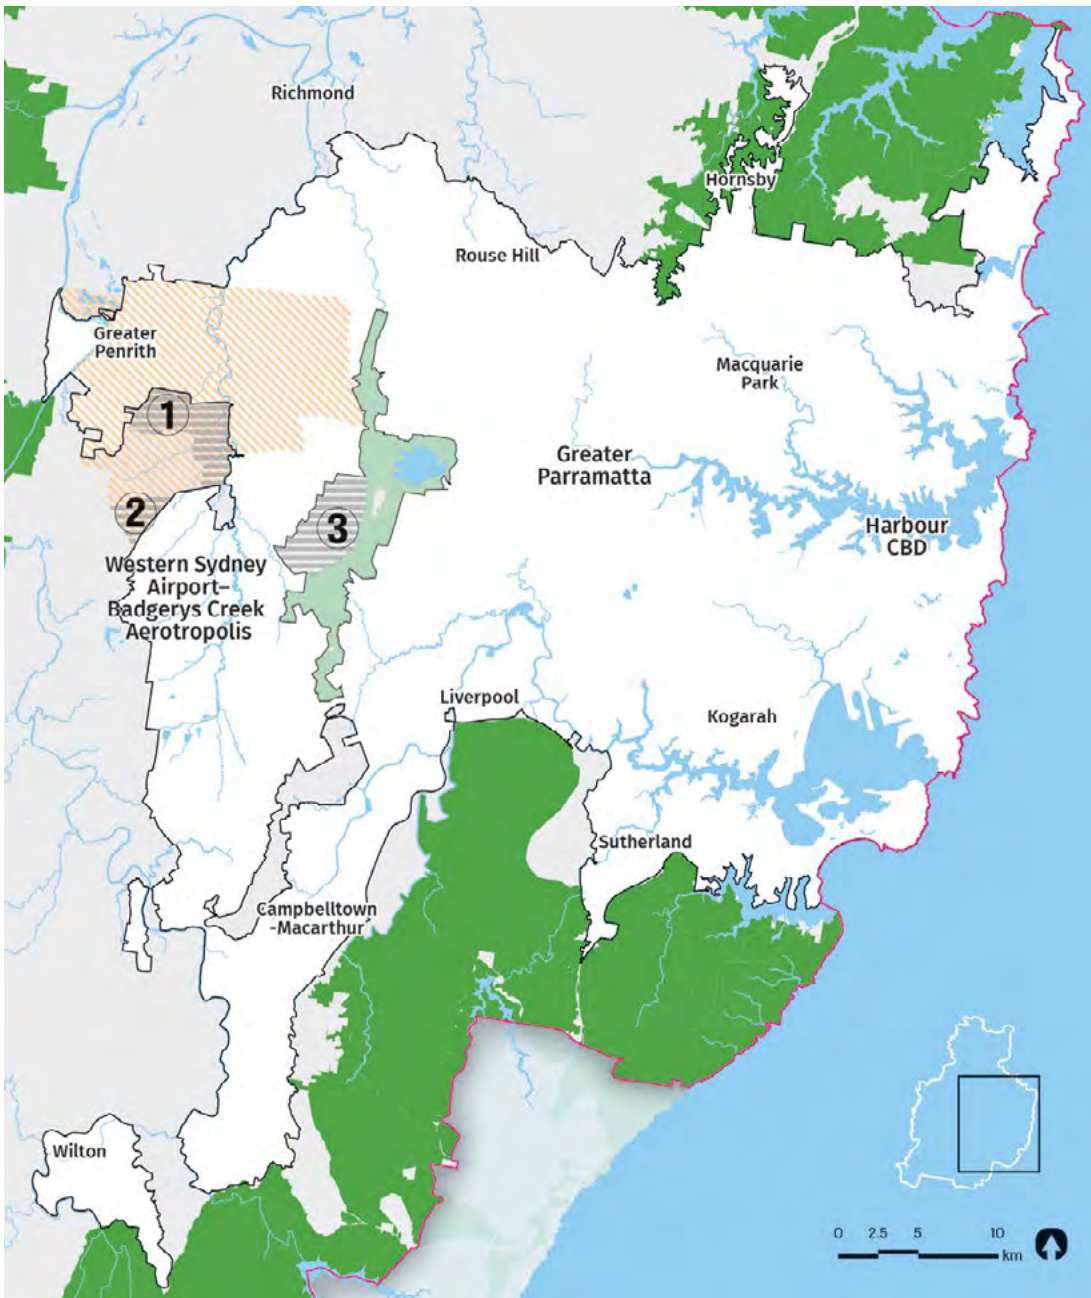 Richmond
Hornsby
Rouse Hill
Greater
Penrith
Macquarie
Park
1
Greater
Parramatta
2
3
Harbour
CBD
Western Sydney
Airport–
Badgerys Creek
Aerotropolis
Liverpool
Kogarah
Sutherland
Campbelltown
-Macarthur
Wilton
0 2.5 5 10
km